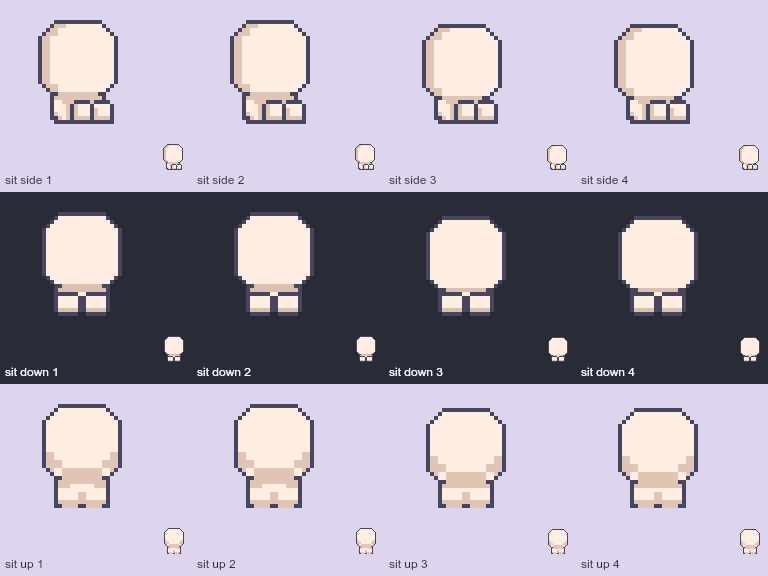 sit side 1
sit side 2
sit side 3
sit side 4
sit down 1
sit down 2
sit down 3
sit down 4
sit up 1
sit up 2
sit up 3
sit up 4